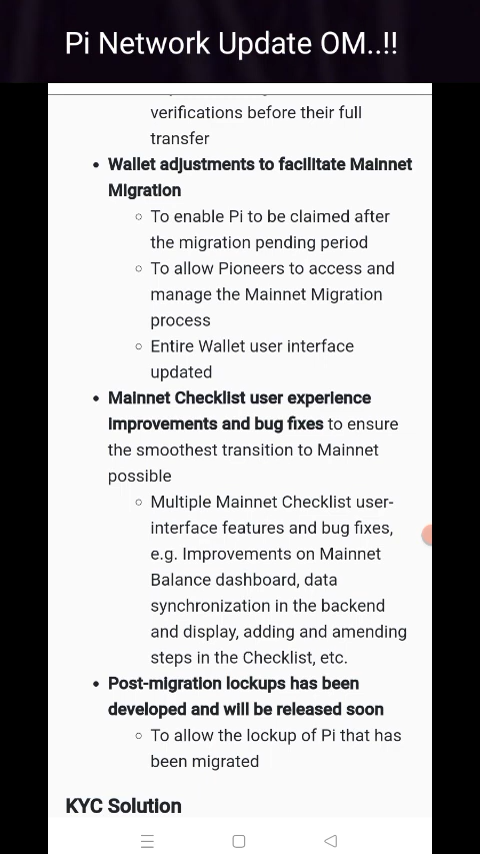 Pi Network Update OM..!!
verifications before their full
transfer
• Wallet adjustments to facilitate Mainnet
Migration
◦ To enable Pi to be claimed after
the migration pending period
◦ To allow Pioneers to access and
manage the Mainnet Migration
process
◦ Entire Wallet user interface
updated
• Mainnet Checklist user experience
improvements and bug fixes to ensure
the smoothest transition to Mainnet
possible
◦ Multiple Mainnet Checklist user-
interface features and bug fixes,
e.g. Improvements on Mainnet
Balance dashboard, data
synchronization in the backend
and display, adding and amending
steps in the Checklist, etc.
• Post-migration lockups has been
developed and will be released soon
◦ To allow the lockup of Pi that has
been migrated
KYC Solution